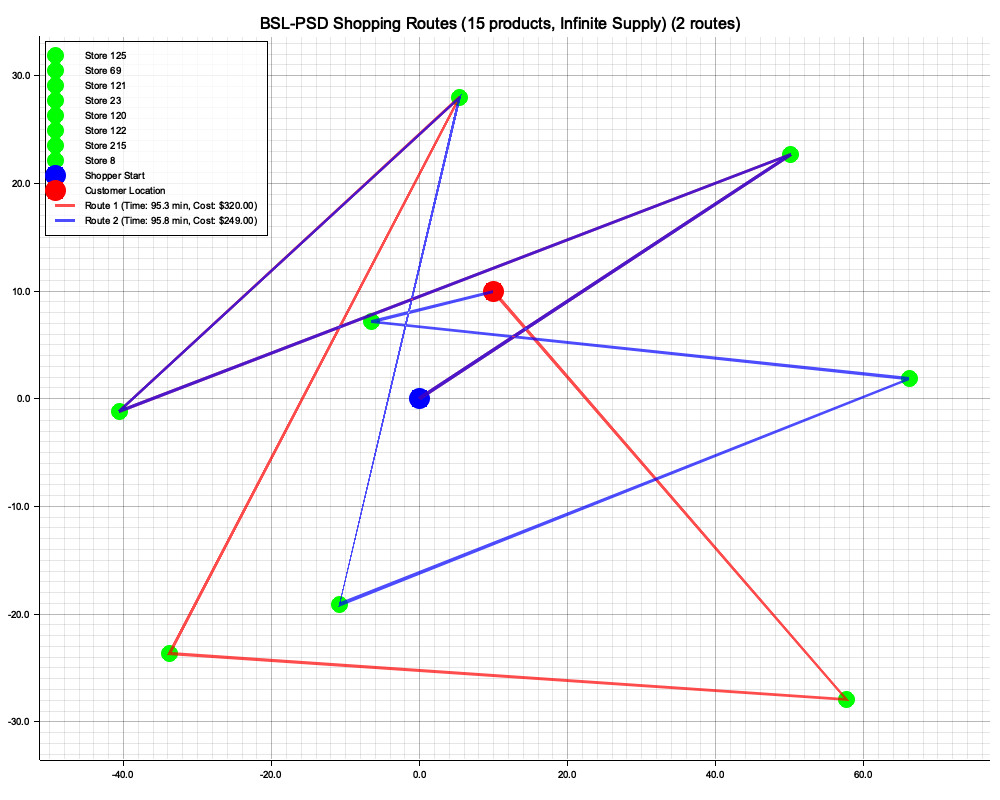 BSL-PSD Shopping Routes (15 products, Infinite Supply) (2 routes)
Store 125
Store 69
Store 121
Store 23
Store 120
Store 122
Store 215
Store 8
Shopper Start
Customer Location
Route 1 (Time: 95.3 min, Cost: $320.00)
Route 2 (Time: 95.8 min, Cost: $249.00)
30.0
20.0
10.0
0.0
-10.0
-20.0
-30.0
-40.0 -20.0 0.0 20.0 40.0 60.0